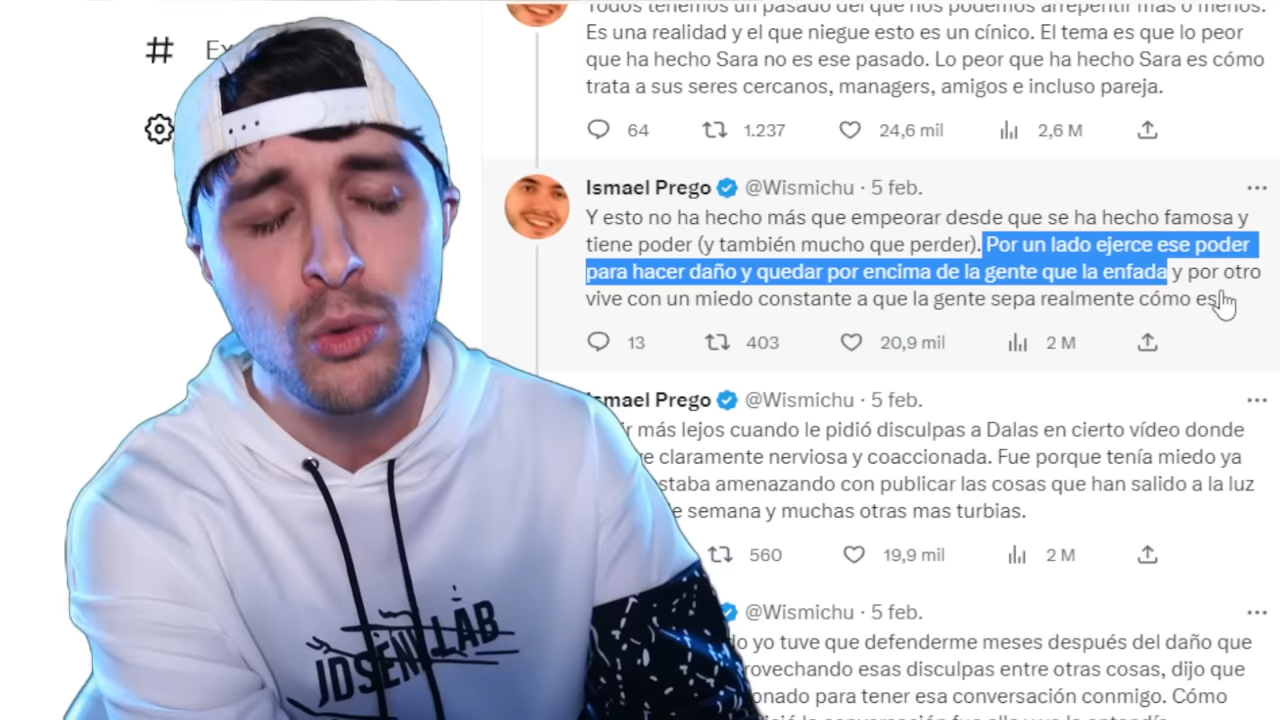 # Ex
Todos tenemos un pasado del que nos podemos arrepentir más o menos.
Es una realidad y el que niegue esto es un cínico. El tema es que lo peor
que ha hecho Sara no es ese pasado. Lo peor que ha hecho Sara es cómo
trata a sus seres cercanos, managers, amigos e incluso pareja.
64 1.237 24,6 mil 2,6 M
Ismael Prego @Wismichu · 5 feb.
Y esto no ha hecho más que empeorar desde que se ha hecho famosa y
tiene poder (y también mucho que perder). Por un lado ejerce ese poder
para hacer daño y quedar por encima de la gente que la enfada y por otro
vive con un miedo constante a que la gente sepa realmente cómo es
13 403 20,9 mil 2 M
smael Prego @Wismichu · 5 feb.
ir más lejos cuando le pidió disculpas a Dalas en cierto vídeo donde
claramente nerviosa y coaccionada. Fue porque tenía miedo ya
staba amenazando con publicar las cosas que han salido a la luz
e semana y muchas otras mas turbias.
560 19,9 mil 2 M
@Wismichu · 5 feb.
do yo tuve que defenderme meses después del daño que
rovechando esas disculpas entre otras cosas, dijo que
onado para tener esa conversación conmigo. Cómo
JDSENLAB